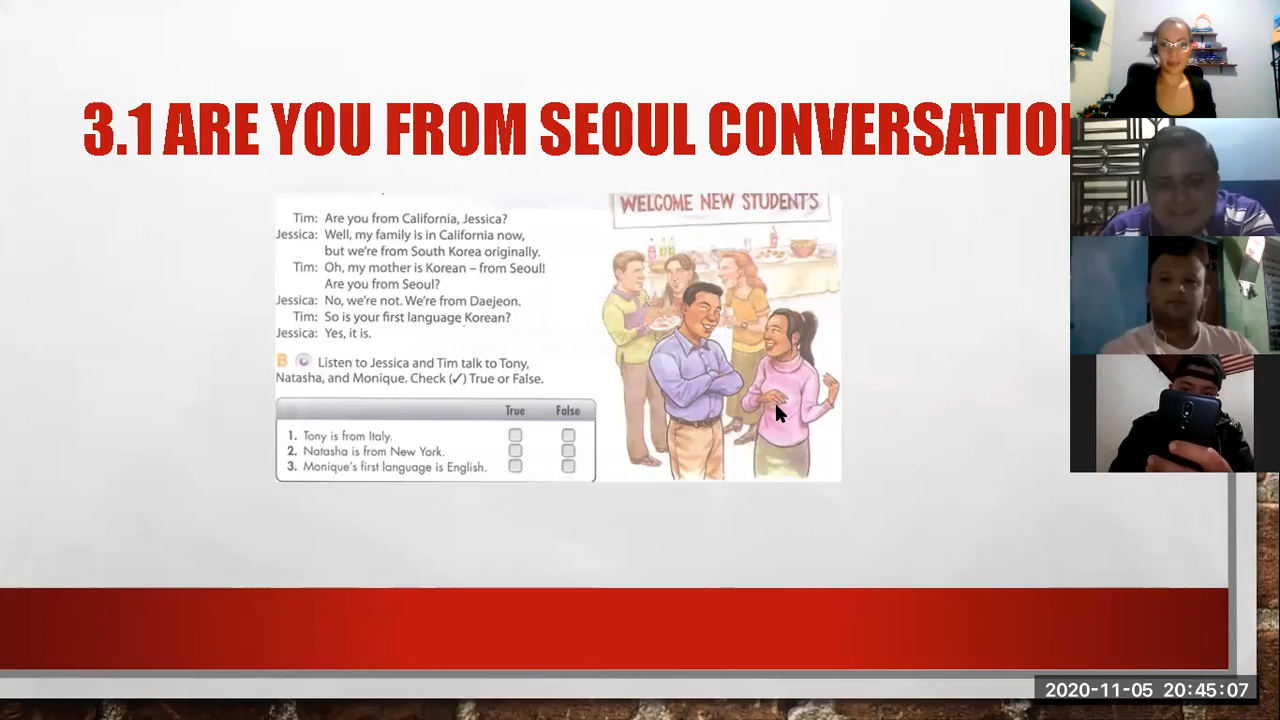 3.1 ARE YOU FROM SEOUL CONVERSATIO
Tim: Are you from California, Jessica?
Jessica: Well, my family is in California now,
but we're from South Korea originally.
Tim: Oh, my mother is Korean – from Seoul!
Are you from Seoul?
Jessica: No, we're not. We're from Daejeon.
Tim: So is your first language Korean?
Jessica: Yes, it is.
B Listen to Jessica and Tim talk to Tony,
Natasha, and Monique. Check (✓) True or False.
True False
1. Tony is from Italy.
2. Natasha is from New York.
3. Monique's first language is English.
WELCOME NEW STUDENTS
2020-11-05 20:45:07